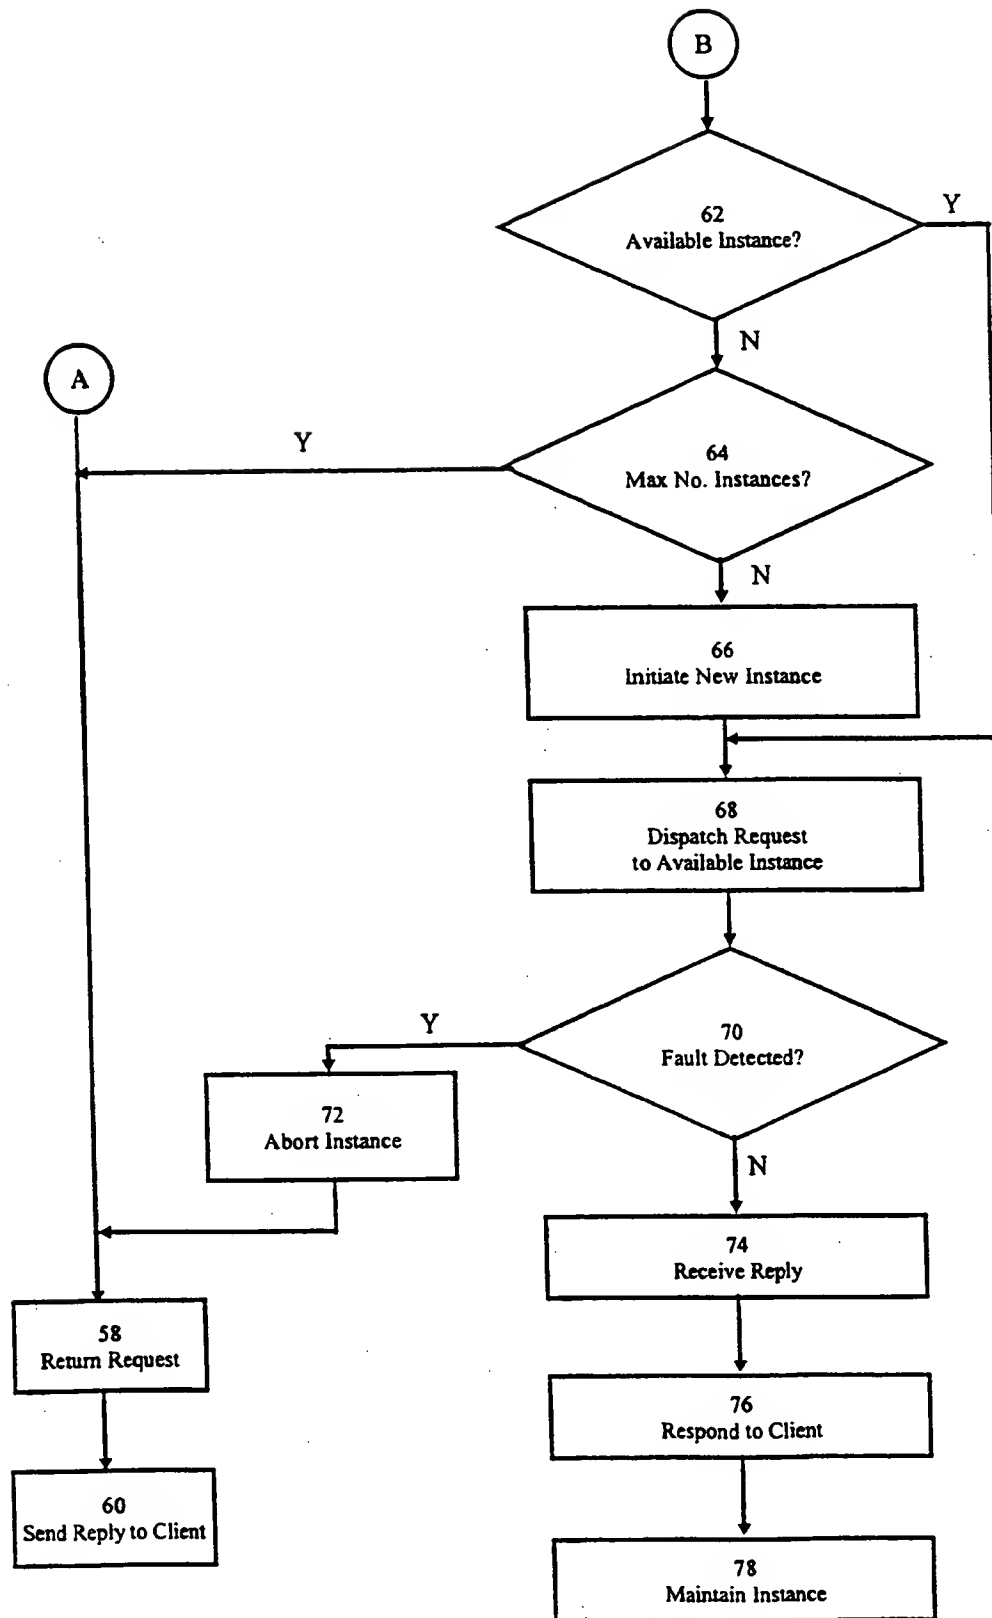 B
62
Available Instance?
Y
N
A
Y
64
Max No. Instances?
N
66
Initiate New Instance
68
Dispatch Request
to Available Instance
Y
70
Fault Detected?
72
Abort Instance
N
74
Receive Reply
58
Return Request
76
Respond to Client
60
Send Reply to Client
78
Maintain Instance